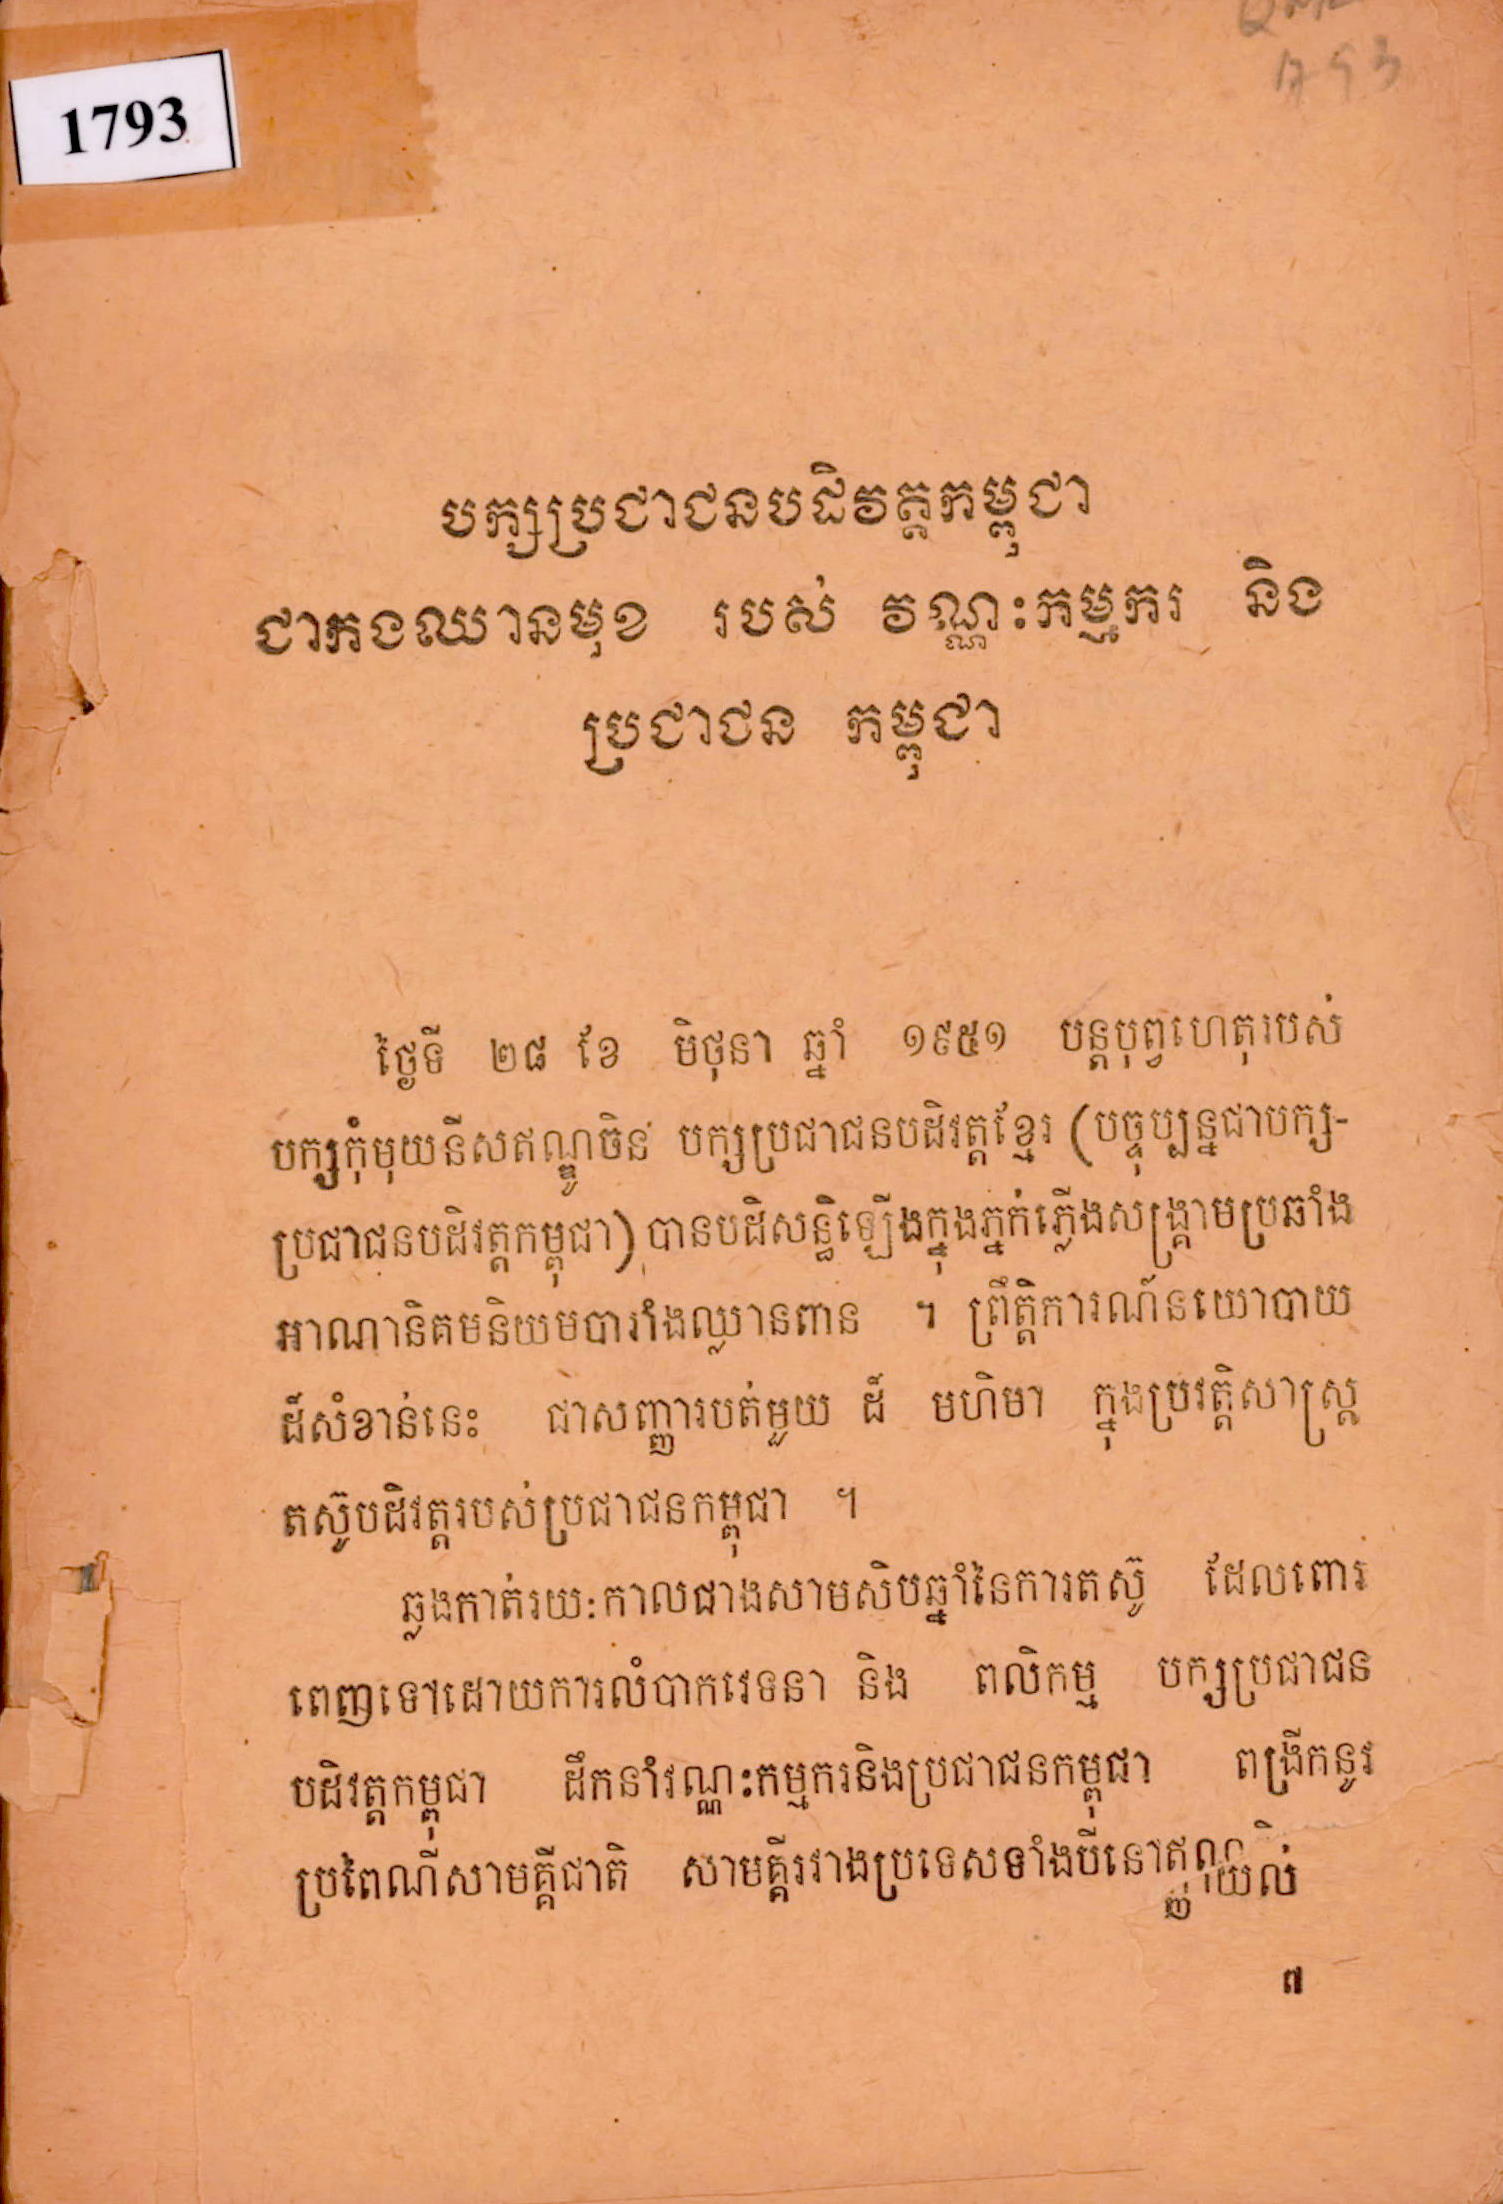 1793
793
បក្សប្រជាជនបដិវត្តកម្ពុជា
ជាកងឈានមុខ របស់ វណ្ណៈកម្មករ និង
ប្រជាជន កម្ពុជា
ថ្ងៃទី ២៨ ខែ មិថុនា ឆ្នាំ ១៩៥១ បន្តបុព្វហេតុរបស់
បក្សកុំមុយនីសឥណ្ឌូចិន បក្សប្រជាជនបដិវត្តខ្មែរ (បច្ចុប្បន្នជាបក្ស-
ប្រជាជនបដិវត្តកម្ពុជា) បានបដិសន្ធិឡើងក្នុងភ្នក់ភ្លើងសង្គ្រាមប្រឆាំង
អាណានិគមនិយមបារាំងឈ្លានពាន ។ ព្រឹត្តិការណ៍នយោបាយ
ដ៏សំខាន់នេះ ជាសញ្ញារបត់មួយ ដ៏ មហិមា ក្នុងប្រវត្តិសាស្ត្រ
តស៊ូបដិវត្តរបស់ប្រជាជនកម្ពុជា ។
ឆ្លងកាត់រយៈកាលជាងសាមសិបឆ្នាំនៃការតស៊ូ ដែលពោរ
ពេញទៅដោយការលំបាកវេទនា និង ពលិកម្ម បក្សប្រជាជន
បដិវត្តកម្ពុជា ដឹកនាំវណ្ណៈកម្មករនិងប្រជាជនកម្ពុជា ពង្រីកនូវ
ប្រពៃណីសាមគ្គីជាតិ សាមគ្គីរវាងប្រទេសទាំងបីនៅ
៧